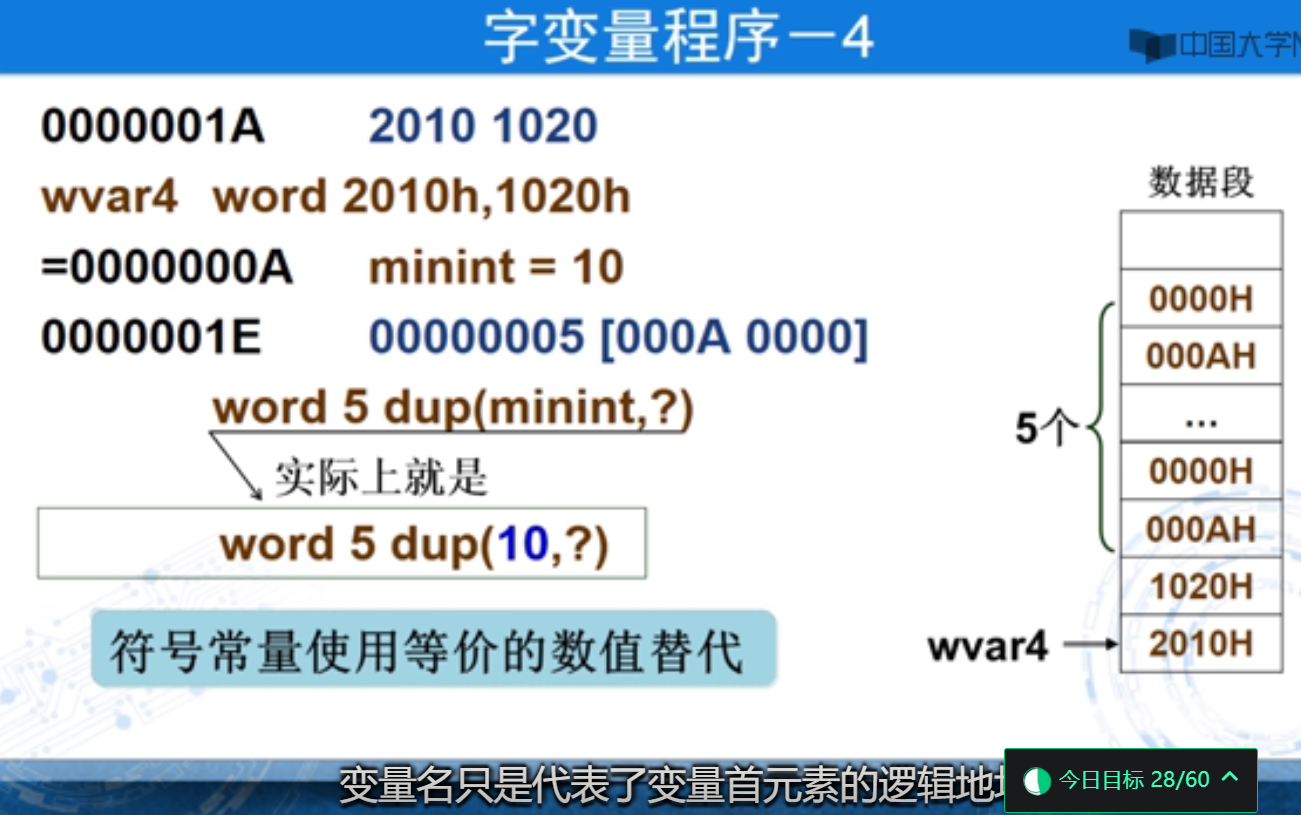 字变量程序－4
中国大学
0000001A 2010 1020
wvar4 word 2010h,1020h
=0000000A minint = 10
0000001E 00000005 [000A 0000]
word 5 dup(minint,?)
实际上就是
word 5 dup(10,?)
符号常量使用等价的数值替代
数据段
0000H
000AH
...
0000H
000AH
1020H
2010H
5个
wvar4
变量名只是代表了变量首元素的逻辑地
今日目标 28/60